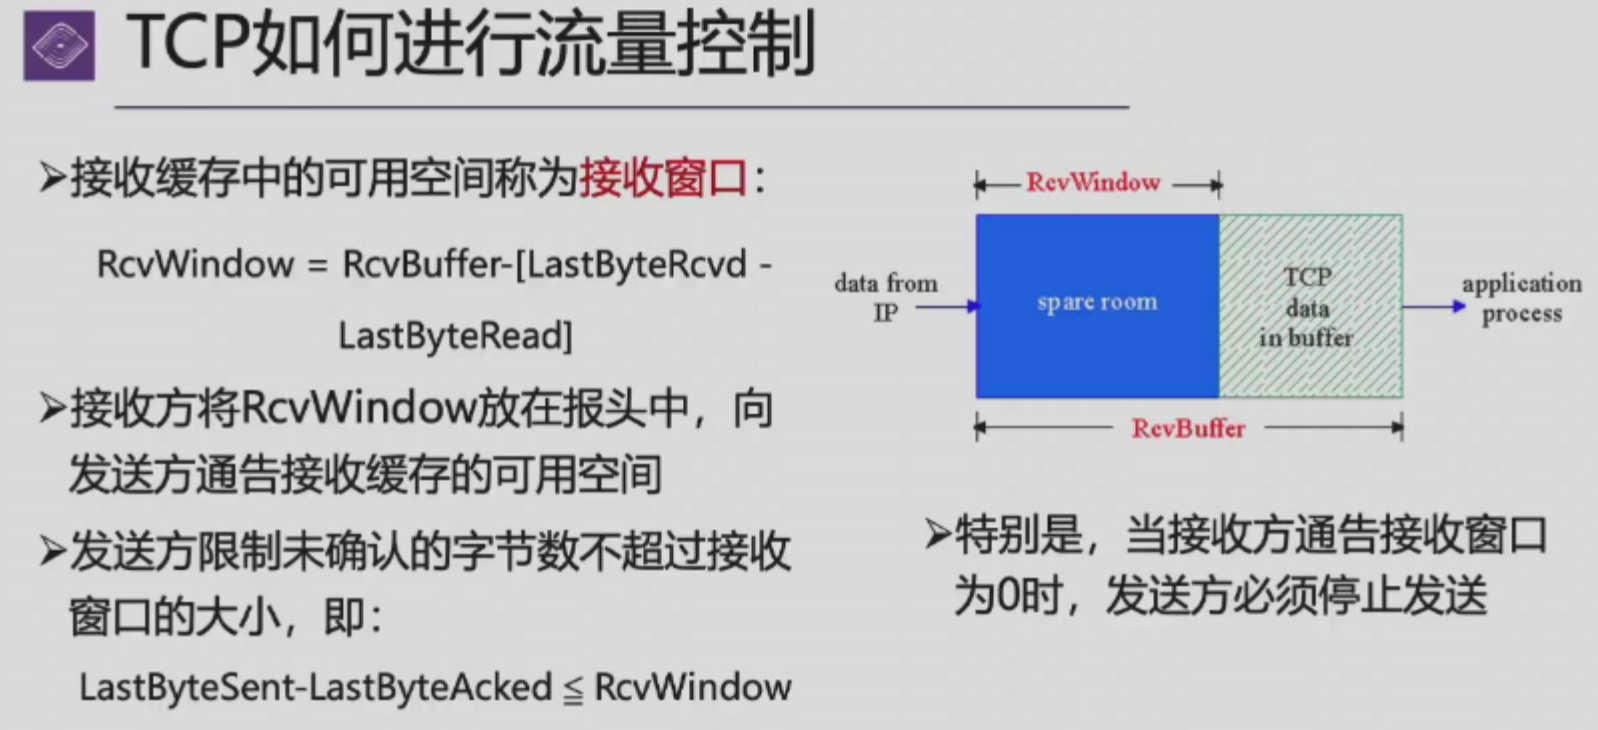 TCP如何进行流量控制
➢接收缓存中的可用空间称为接收窗口：
RcvWindow = RcvBuffer-[LastByteRcvd -
LastByteRead]
➢接收方将RcvWindow放在报头中，向
发送方通告接收缓存的可用空间
➢发送方限制未确认的字节数不超过接收
窗口的大小，即：
LastByteSent-LastByteAcked ≦ RcvWindow
RcvWindow
data from
IP
spare room
TCP
data
in buffer
application
process
RcvBuffer
➢特别是，当接收方通告接收窗口
为0时，发送方必须停止发送